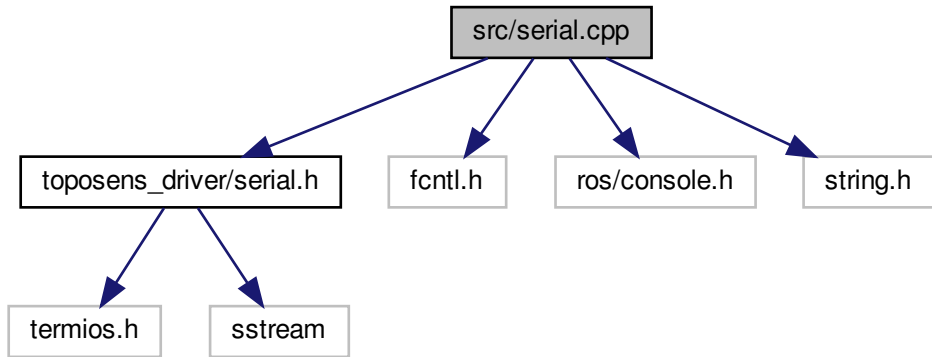 src/serial.cpp
toposens_driver/serial.h
fcntl.h
ros/console.h
string.h
termios.h
sstream